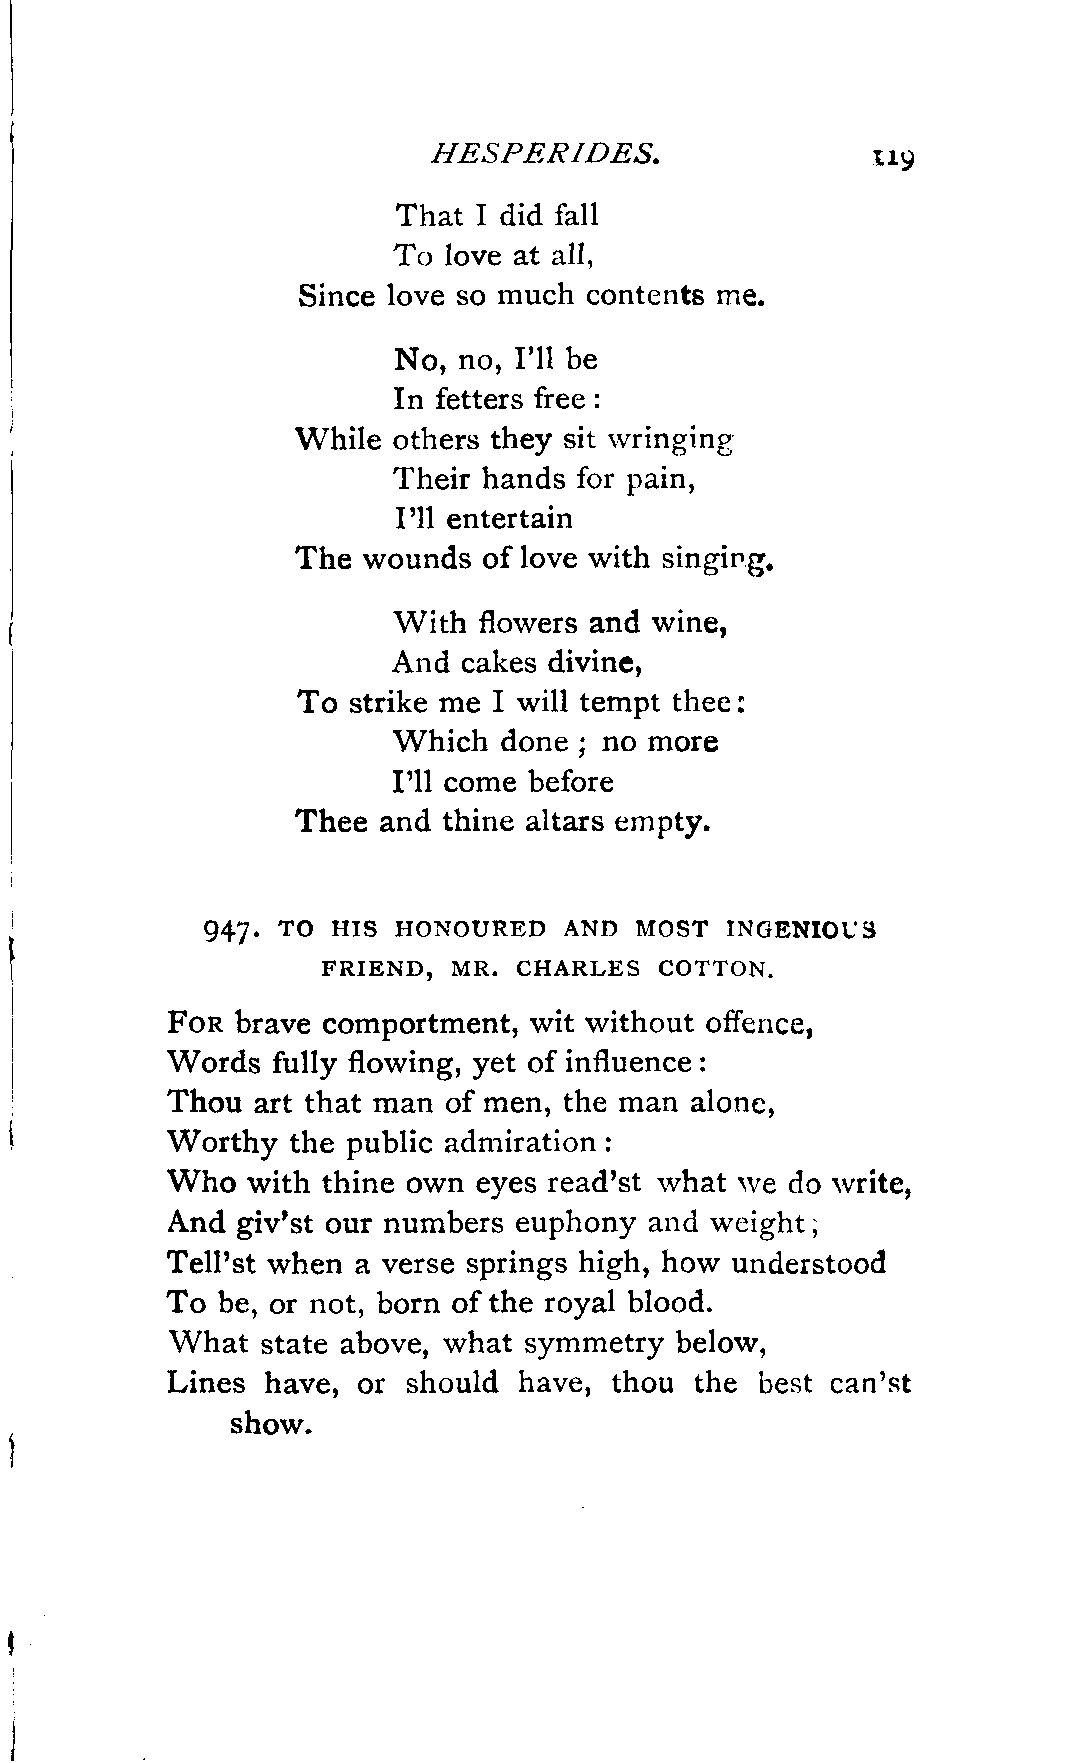 HESPERIDES. 119
That I did fall
To love at all,
Since love so much contents me.
No, no, I'll be
In fetters free :
While others they sit wringing
Their hands for pain,
I'll entertain
The wounds of love with singing.
With flowers and wine,
And cakes divine,
To strike me I will tempt thee :
Which done ; no more
I'll come before
Thee and thine altars empty.
947. TO HIS HONOURED AND MOST INGENIOUS
FRIEND, MR. CHARLES COTTON.
FOR brave comportment, wit without offence,
Words fully flowing, yet of influence :
Thou art that man of men, the man alone,
Worthy the public admiration :
Who with thine own eyes read'st what we do write,
And giv'st our numbers euphony and weight ;
Tell'st when a verse springs high, how understood
To be, or not, born of the royal blood.
What state above, what symmetry below,
Lines have, or should have, thou the best can'st
show.